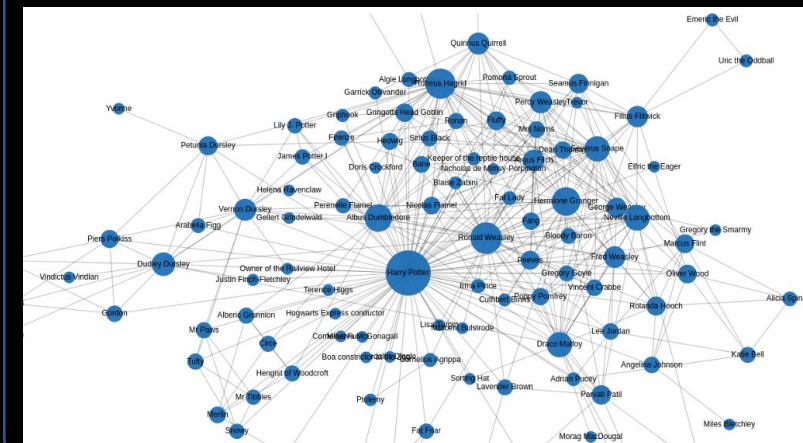 Emeric the Evil
Quirinus Quirrell
Uric the Oddball
Algie Longbottom
Rubeus Hagrid
Pomona Sprout
Seamus Finnigan
Garrick Ollivander
Percy Weasley
Trevor
Yvonne
Griphook
Gringotts Head Goblin
Ronan
Fluffy
Filius Flitwick
Lily J. Potter
Mrs Norris
Firenze
Hedwig
Sirius Black
Petunia Dursley
Dean Thomas
Severus Snape
James Potter I
Keeper of the reptile house
Argus Filch
Bane
Doris Crockford
Nicholas de Mimsy-Porpington
Elfric the Eager
Blaise Zabini
Helena Ravenclaw
Fat Lady
Hermione Granger
Perenelle Flamel
Nicolas Flamel
George Weasley
Vernon Dursley
Gellert Grindelwald
Albus Dumbledore
Neville Longbottom
Arabella Figg
Fang
Gregory the Smarmy
Piers Polkiss
Ronald Weasley
Bloody Baron
Marcus Flint
Fred Weasley
Dudley Dursley
Peeves
Owner of the Railview Hotel
Harry Potter
Gregory Goyle
Oliver Wood
Vindictus Viridian
Justin Finch-Fletchley
Irma Pince
Vincent Crabbe
Terence Higgs
Poppy Pomfrey
Cuthbert Binks
Alicia Spin
Rolanda Hooch
Gordon
Alberic Grunnion
Hogwarts Express conductor
Mr Paws
Millicent Bulstrode
Lee Jordan
Circe
Draco Malfoy
Katie Bell
Tufty
Boa constrictor
Cornelius Agrippa
Angelina Johnson
Hengist of Woodcroft
Sorting Hat
Adrian Pucey
Lavender Brown
Mr Tibbles
Ptolemy
Parvati Patil
Merlin
Miles Bletchley
Snowy
Fat Friar
Morag MacDougal